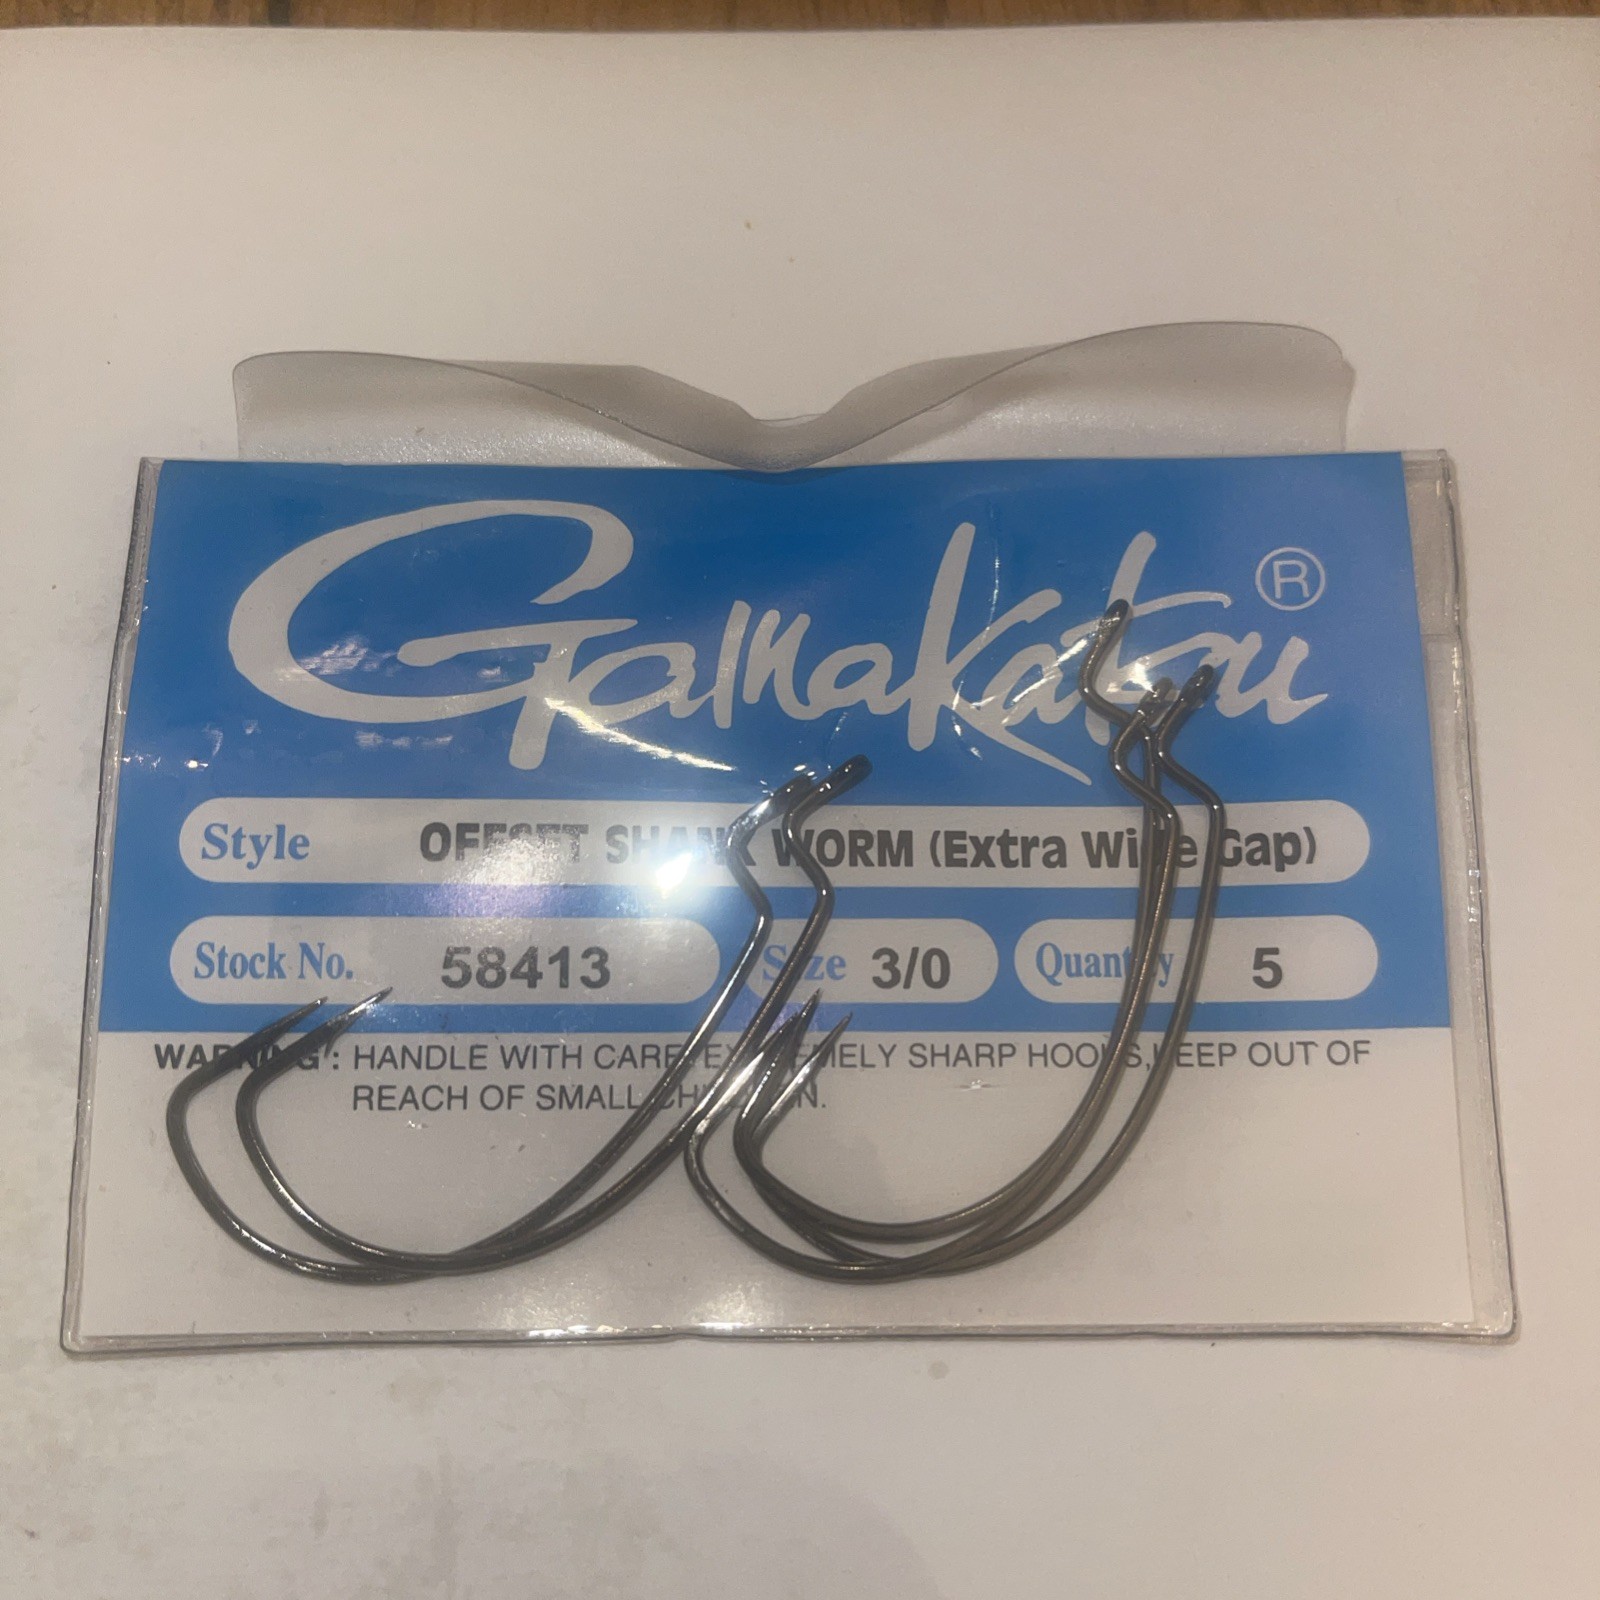 Gamakatsu ®
Style OFFSET SHANK WORM (Extra Wide Gap)
Stock No. 58413 Size 3/0 Quantity 5
WARNING : HANDLE WITH CARE, EXTREMELY SHARP HOOKS, KEEP OUT OF
REACH OF SMALL CHILDREN.